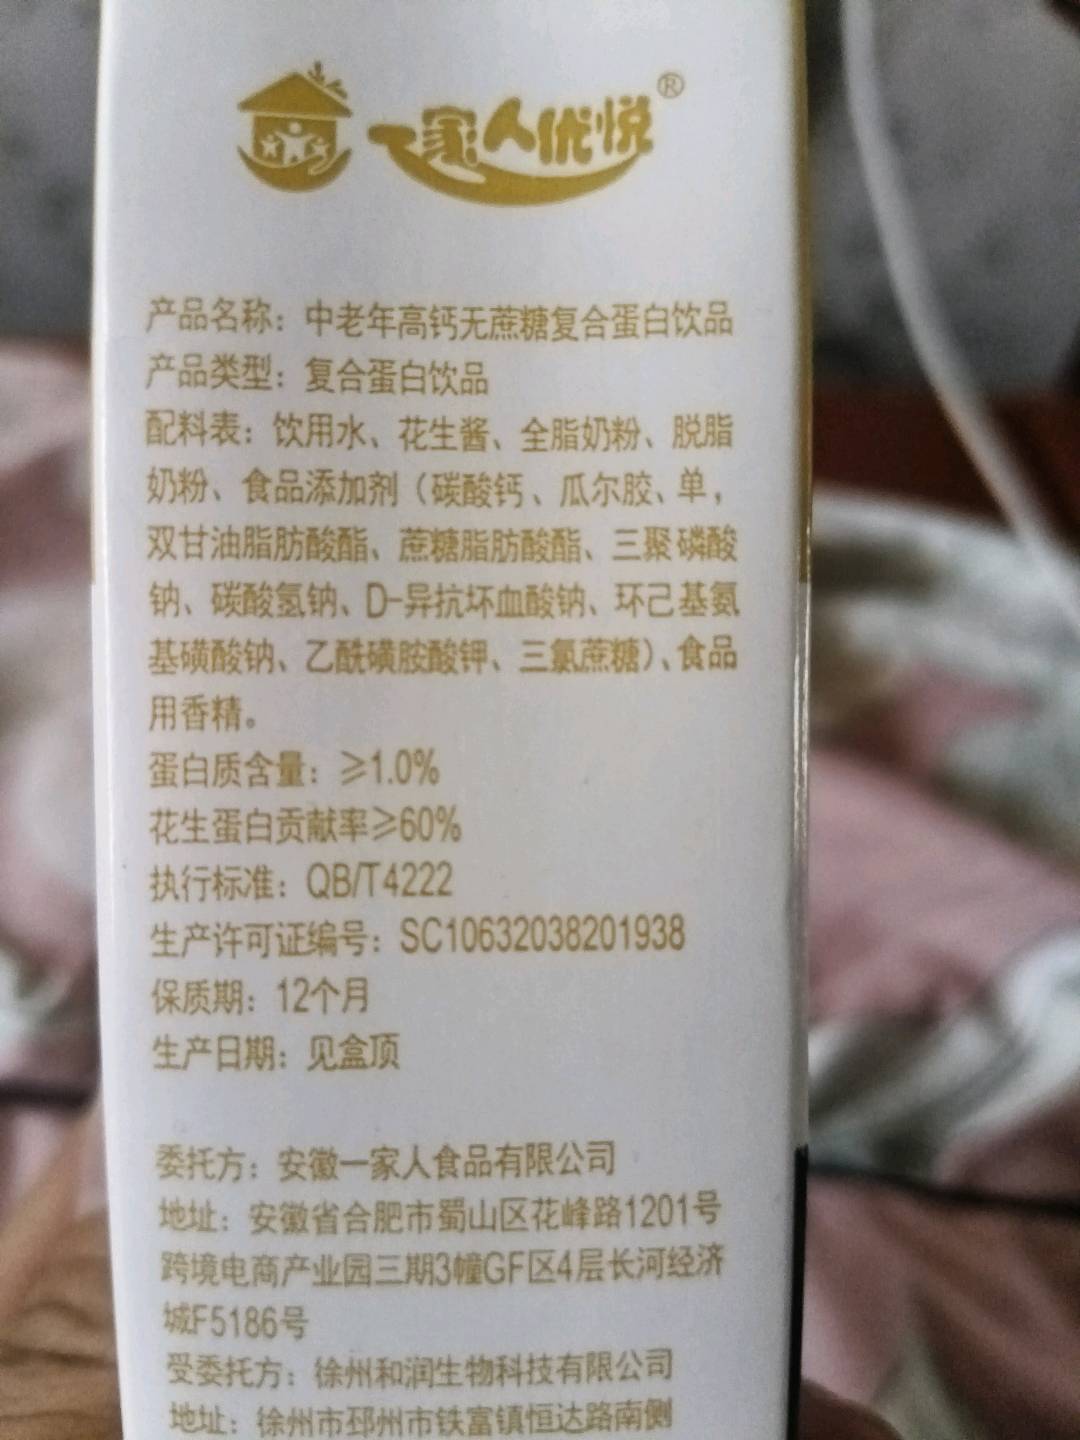 一家人优悦®
产品名称：中老年高钙无蔗糖复合蛋白饮品
产品类型：复合蛋白饮品
配料表：饮用水、花生酱、全脂奶粉、脱脂
奶粉、食品添加剂（碳酸钙、瓜尔胶、单，
双甘油脂肪酸酯、蔗糖脂肪酸酯、三聚磷酸
钠、碳酸氢钠、D-异抗坏血酸钠、环己基氨
基磺酸钠、乙酰磺胺酸钾、三氯蔗糖）、食品
用香精。
蛋白质含量：≥1.0%
花生蛋白贡献率≥60%
执行标准：QB/T4222
生产许可证编号：SC10632038201938
保质期：12个月
生产日期：见盒顶
委托方：安徽一家人食品有限公司
地址：安徽省合肥市蜀山区花峰路1201号
跨境电商产业园三期3幢GF区4层长河经济
城F5186号
受委托方：徐州和润生物科技有限公司
地址：徐州市邳州市铁富镇恒达路南侧